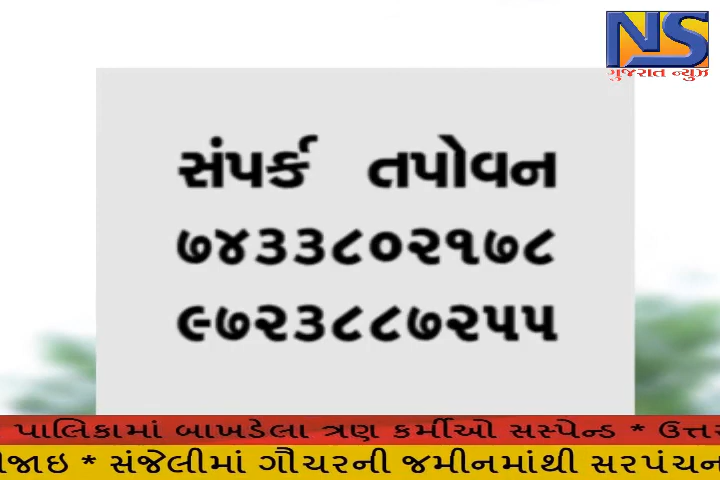 NS
ગુજરાત ન્યુઝ
સંપર્ક તપોવન
૭૪૩૩૮૦૨૧૭૮
૯૭૨૩૮૮૭૨૫૫
પાલિકામાં બાખડેલા ત્રણ કર્મીઓ સસ્પેન્ડ * ઉત્તર
* સંજેલીમાં ગૌચરની જમીનમાંથી સરપંચન